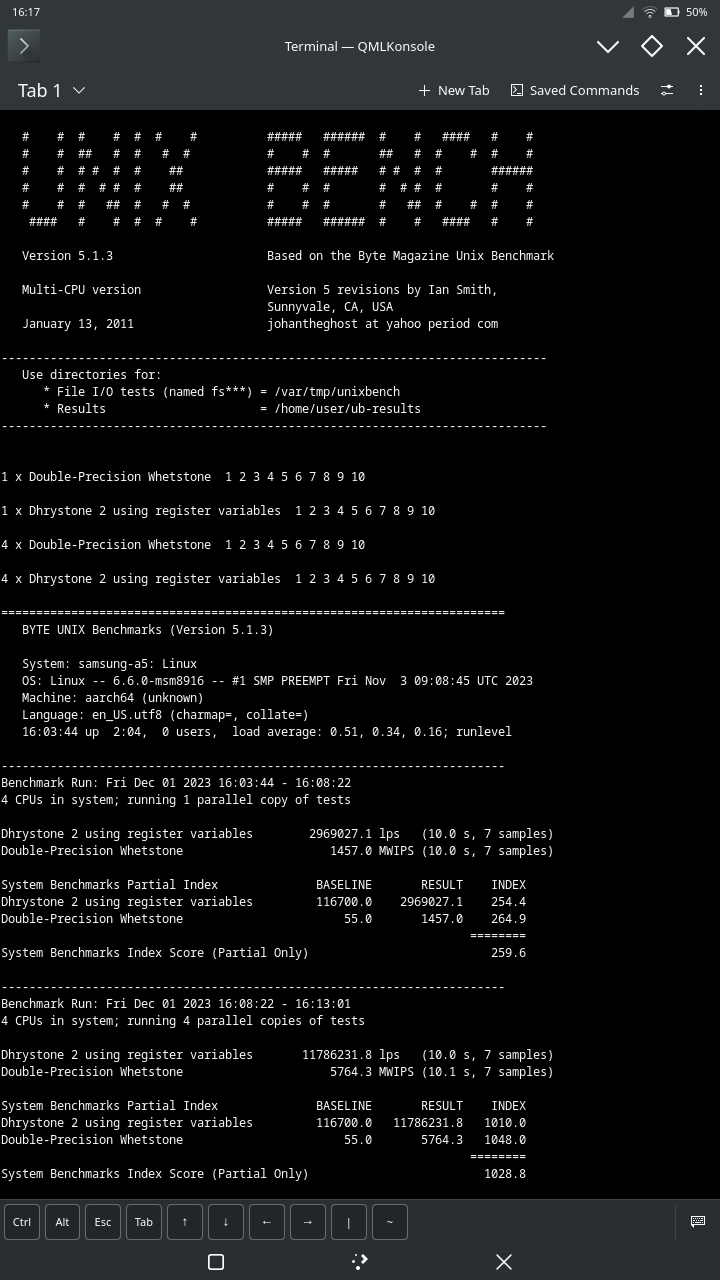 16:17
50%
Terminal — QMLKonsole
Tab 1
New Tab
Saved Commands
UNIX BENCH
Version 5.1.3 Based on the Byte Magazine Unix Benchmark
Multi-CPU version Version 5 revisions by Ian Smith,
Sunnyvale, CA, USA
January 13, 2011 johantheghost at yahoo period com
------------------------------------------------------------------------------
Use directories for:
* File I/O tests (named fs***) = /var/tmp/unixbench
* Results = /home/user/ub-results
------------------------------------------------------------------------------
1 x Double-Precision Whetstone 1 2 3 4 5 6 7 8 9 10
1 x Dhrystone 2 using register variables 1 2 3 4 5 6 7 8 9 10
4 x Double-Precision Whetstone 1 2 3 4 5 6 7 8 9 10
4 x Dhrystone 2 using register variables 1 2 3 4 5 6 7 8 9 10
========================================================================
BYTE UNIX Benchmarks (Version 5.1.3)
System: samsung-a5: Linux
OS: Linux -- 6.6.0-msm8916 -- #1 SMP PREEMPT Fri Nov 3 09:08:45 UTC 2023
Machine: aarch64 (unknown)
Language: en_US.utf8 (charmap=, collate=)
16:03:44 up 2:04, 0 users, load average: 0.51, 0.34, 0.16; runlevel
------------------------------------------------------------------------
Benchmark Run: Fri Dec 01 2023 16:03:44 - 16:08:22
4 CPUs in system; running 1 parallel copy of tests
Dhrystone 2 using register variables 2969027.1 lps (10.0 s, 7 samples)
Double-Precision Whetstone 1457.0 MWIPS (10.0 s, 7 samples)
System Benchmarks Partial Index BASELINE RESULT INDEX
Dhrystone 2 using register variables 116700.0 2969027.1 254.4
Double-Precision Whetstone 55.0 1457.0 264.9
========
System Benchmarks Index Score (Partial Only) 259.6
------------------------------------------------------------------------
Benchmark Run: Fri Dec 01 2023 16:08:22 - 16:13:01
4 CPUs in system; running 4 parallel copies of tests
Dhrystone 2 using register variables 11786231.8 lps (10.0 s, 7 samples)
Double-Precision Whetstone 5764.3 MWIPS (10.1 s, 7 samples)
System Benchmarks Partial Index BASELINE RESULT INDEX
Dhrystone 2 using register variables 116700.0 11786231.8 1010.0
Double-Precision Whetstone 55.0 5764.3 1048.0
========
System Benchmarks Index Score (Partial Only) 1028.8
Ctrl Alt Esc Tab ↑ ↓ ← → | ~